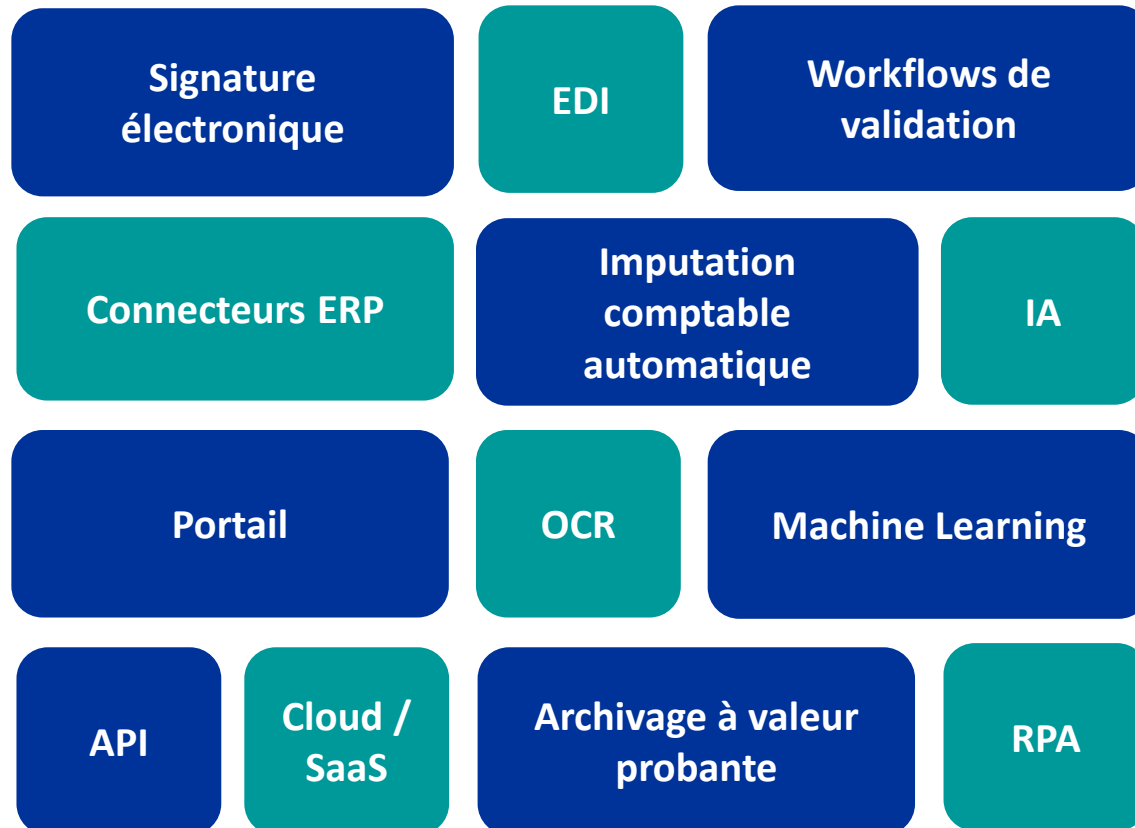 Signature
électronique
EDI
Workflows de
validation
Connecteurs ERP
Imputation
comptable
automatique
IA
Portail
OCR
Machine Learning
API
Cloud /
SaaS
Archivage à valeur
probante
RPA